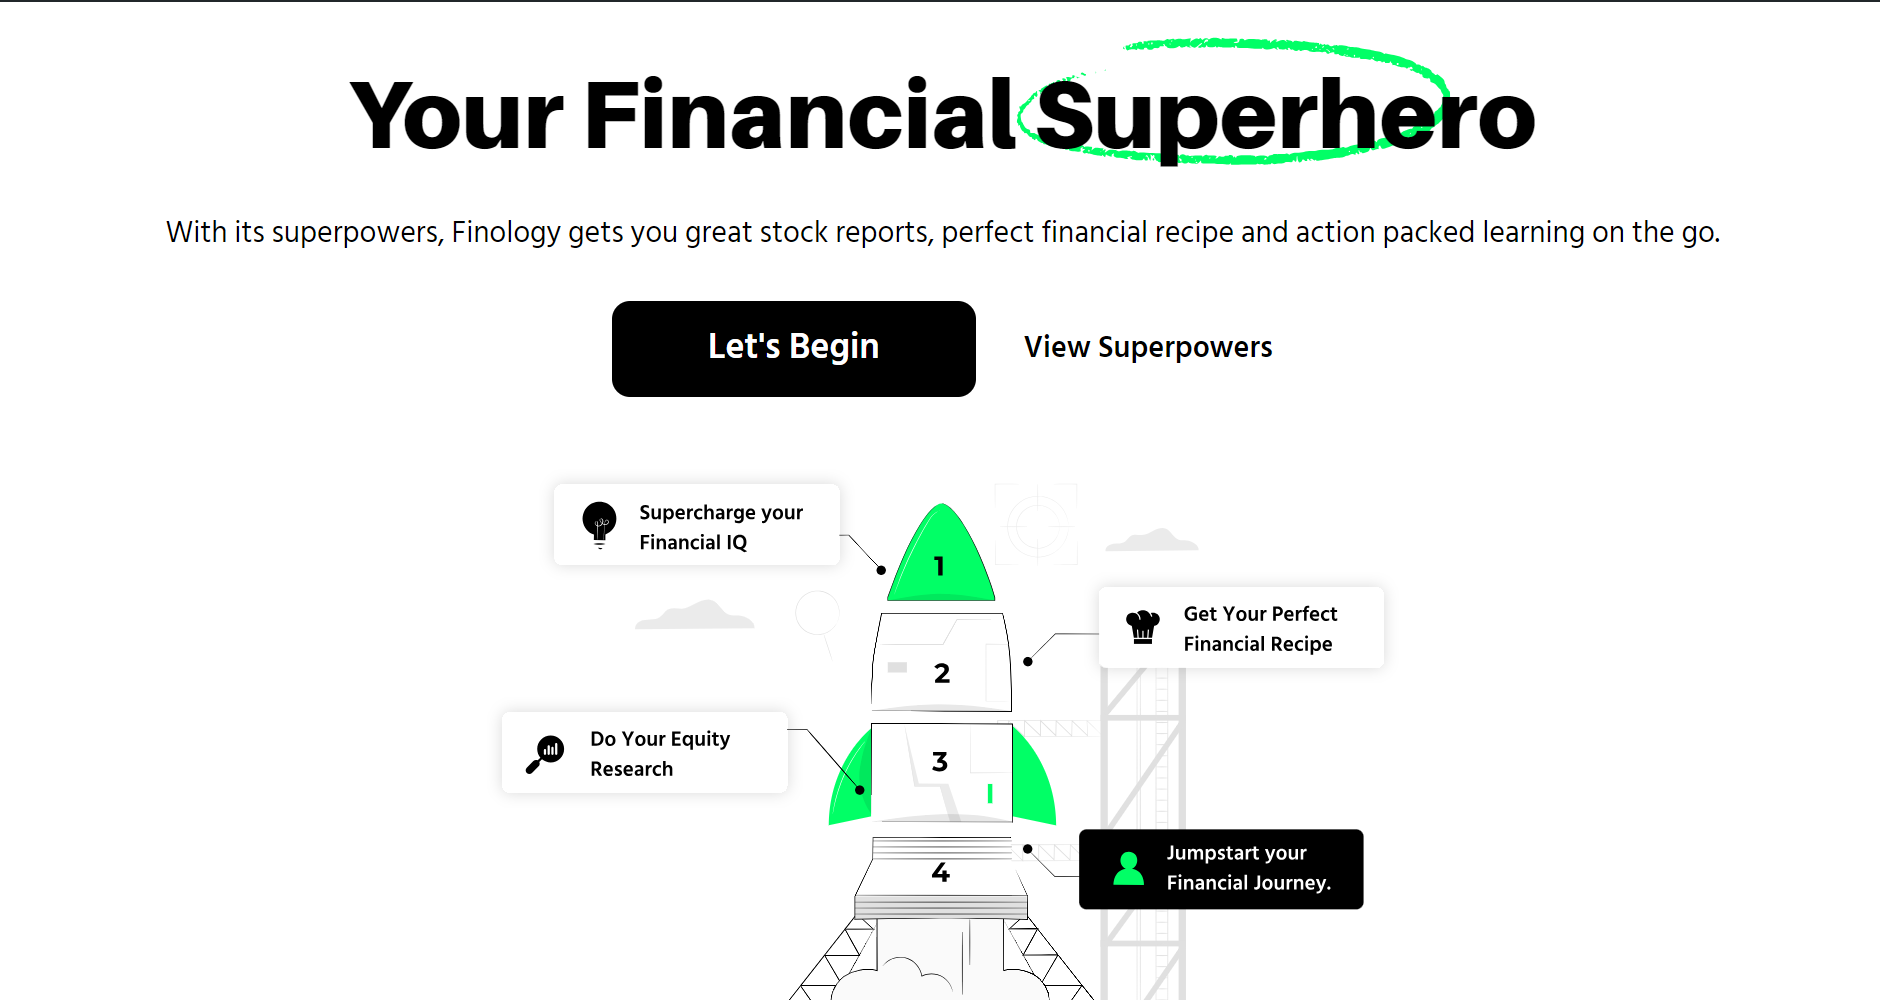 Your Financial Superhero
With its superpowers, Finology gets you great stock reports, perfect financial recipe and action packed learning on the go.
Let's Begin
View Superpowers
Supercharge your
Financial IQ
1
Get Your Perfect
Financial Recipe
2
Do Your Equity
Research
3
Jumpstart your
Financial Journey.
4